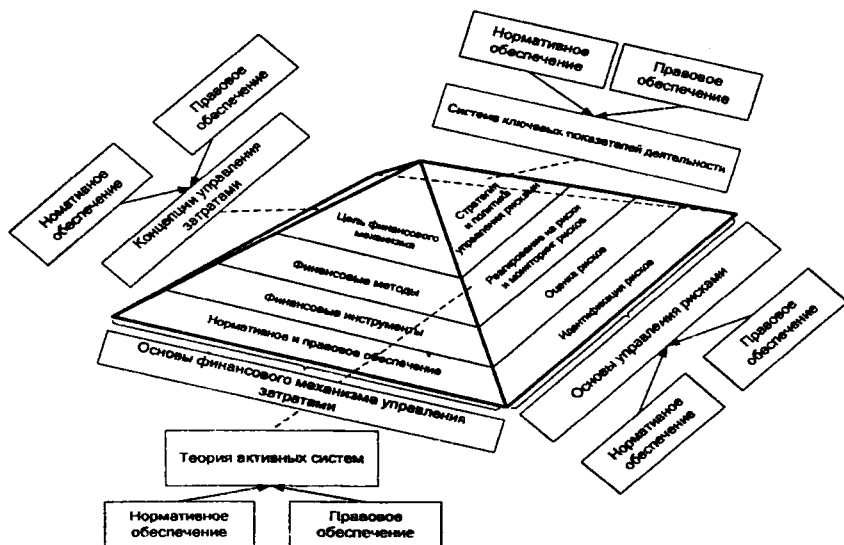 Нормативное
обеспечение
Правовое
обеспечение
Система ключевых показателей деятельности
Правовое
обеспечение
Номативное
обеспечение
Концепции управления
затратами
Цель финансового
механизма
Финансовые методы
Финансовые инструменты
Нормативное и правовое обеспечение
Стратегия
и политика
управления рисками
Реагирование на риски
и мониторинг рисков
Оценка рисков
Идентификация рисков
Основы финансового механизма управления
затратами
Основы управления рисками
Правовое
обеспечение
Нормативное
обеспечение
Теория активных систем
Нормативное
обеспечение
Правовое
обеспечение